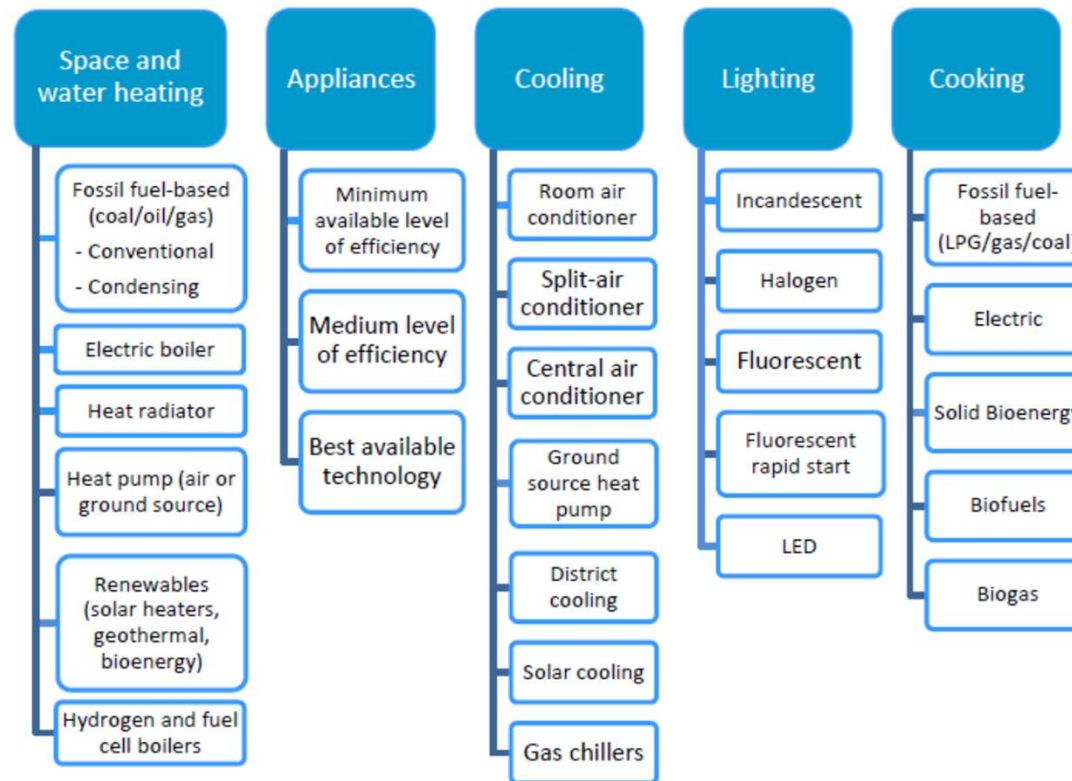 Space and
water heating
Fossil fuel-based
(coal/oil/gas)
- Conventional
- Condensing
Electric boiler
Heat radiator
Heat pump (air or
ground source)
Renewables
(solar heaters,
geothermal,
bioenergy)
Hydrogen and fuel
cell boilers
Appliances
Minimum
available level
of efficiency
Medium level
of efficiency
Best available
technology
Cooling
Room air
conditioner
Split-air
conditioner
Central air
conditioner
Ground
source heat
pump
District
cooling
Solar cooling
Gas chillers
Lighting
Incandescent
Halogen
Fluorescent
Fluorescent
rapid start
LED
Cooking
Fossil fuel-
based
(LPG/gas/coal)
Electric
Solid Bioenergy
Biofuels
Biogas